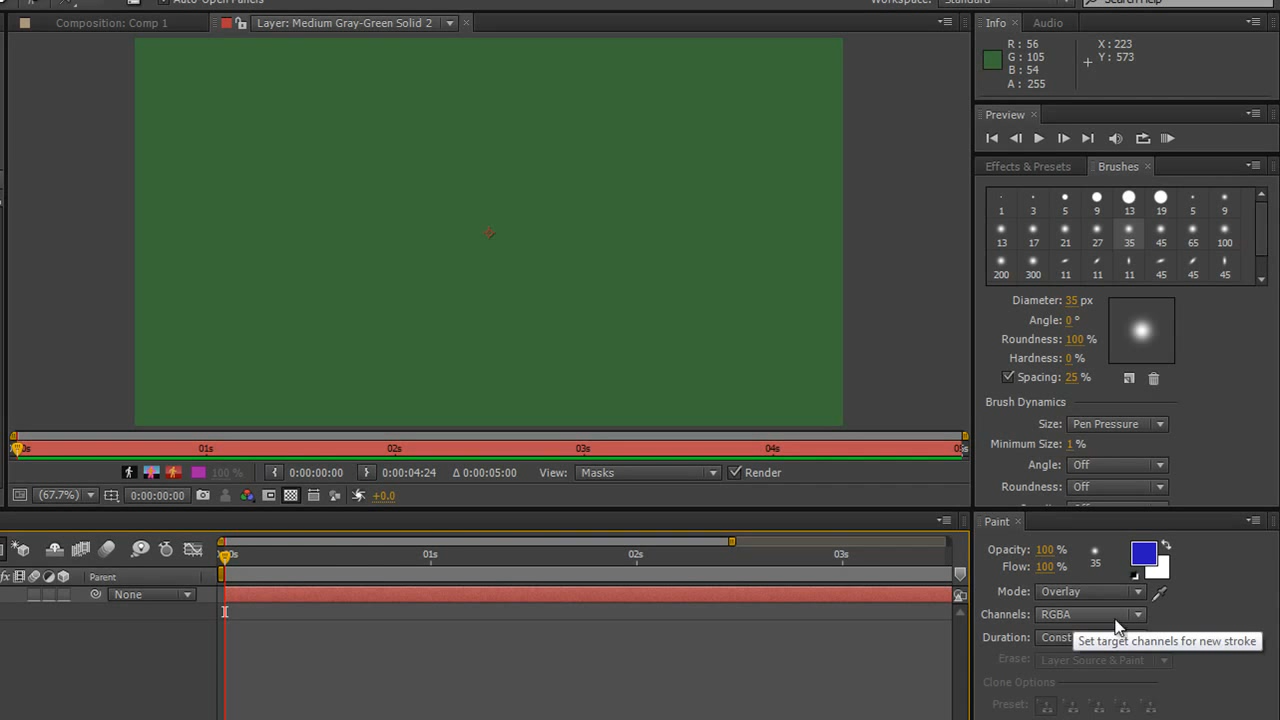 Open Panels
Workspace:
Standard
Search Help
Composition: Comp 1
Layer: Medium Gray-Green Solid 2
×
Info ×
Audio
R: 56
G: 105
B: 54
A: 255
X: 223
Y: 573
Preview ×
Effects & Presets
Brushes ×
1 3 5 9 13 19 5 9
13 17 21 27 35 45 65 100
200 300 11 11 11 45 45 45
Diameter: 35 px
Angle: 0 °
Roundness: 100 %
Hardness: 0 %
Spacing: 25 %
Brush Dynamics
Size: Pen Pressure
Minimum Size: 1 %
Angle: Off
Roundness: Off
01s 02s 03s 04s
100 % 0:00:00:00 0:00:04:24 Δ 0:00:05:00 View: Masks Render
(67.7%) 0:00:00:00 +0.0
Paint ×
Opacity: 100 %
Flow: 100 %
35
Mode: Overlay
Channels: RGBA
Duration: Const
Set target channels for new stroke
Erase: Layer Source & Paint
Clone Options
Preset:
01s 02s 03s
fx Parent
None